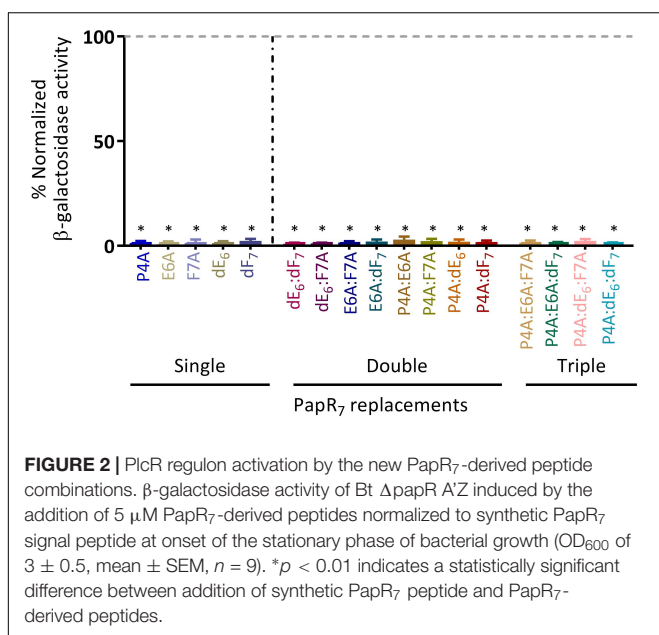 100
50
0
% Normalized
β-galactosidase activity
* * * * * * * * * * * * * * * * *
P4A
E6A
F7A
dE₆
dF₇
dE₆:dF₇
dE₆:F7A
E6A:F7A
E6A:dF₇
P4A:E6A
P4A:F7A
P4A:dE₆
P4A:dF₇
P4A:E6A:F7A
P4A:E6A:dF₇
P4A:dE₆:F7A
P4A:dE₆:dF₇
Single Double Triple
PapR₇ replacements
FIGURE 2 | PlcR regulon activation by the new PapR₇-derived peptide
combinations. β-galactosidase activity of Bt ΔpapR A'Z induced by the
addition of 5 μM PapR₇-derived peptides normalized to synthetic PapR₇
signal peptide at onset of the stationary phase of bacterial growth (OD₆₀₀ of
3 ± 0.5, mean ± SEM, n = 9). *p < 0.01 indicates a statistically significant
difference between addition of synthetic PapR₇ peptide and PapR₇-
derived peptides.